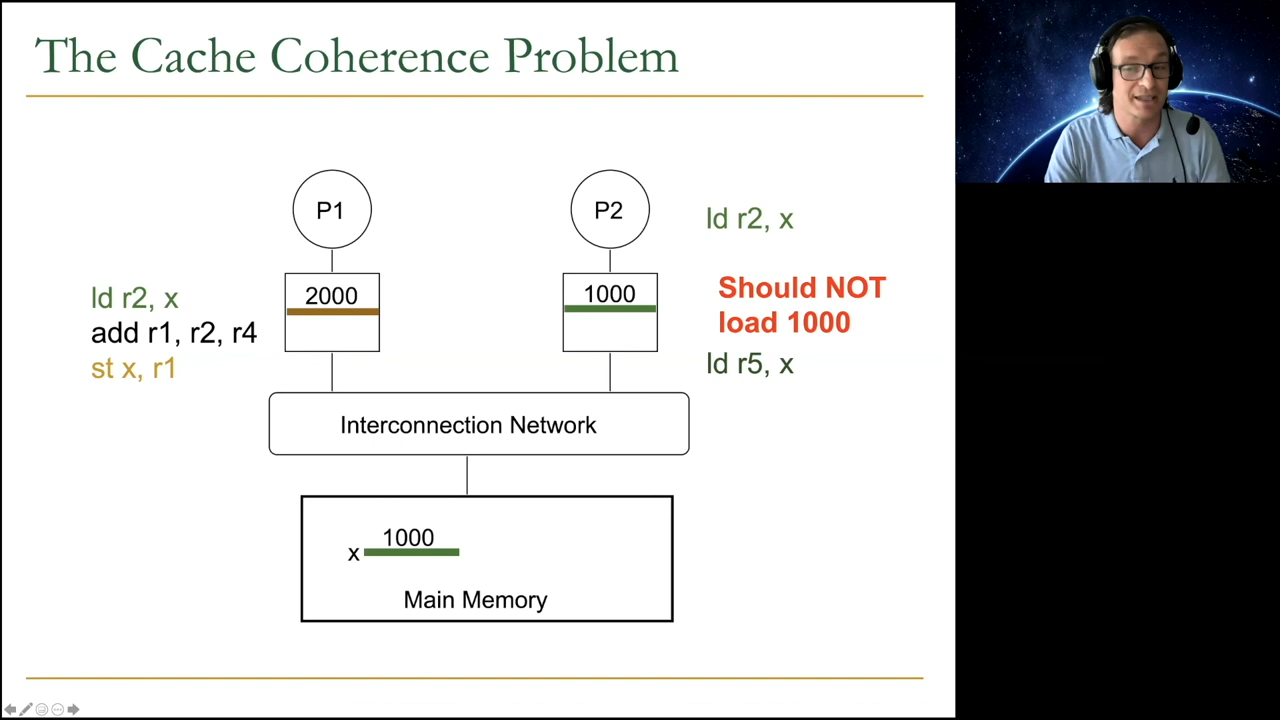 The Cache Coherence Problem
P1
P2
ld r2, x
2000
1000
Should NOT
load 1000
ld r2, x
add r1, r2, r4
st x, r1
ld r5, x
Interconnection Network
1000
x
Main Memory